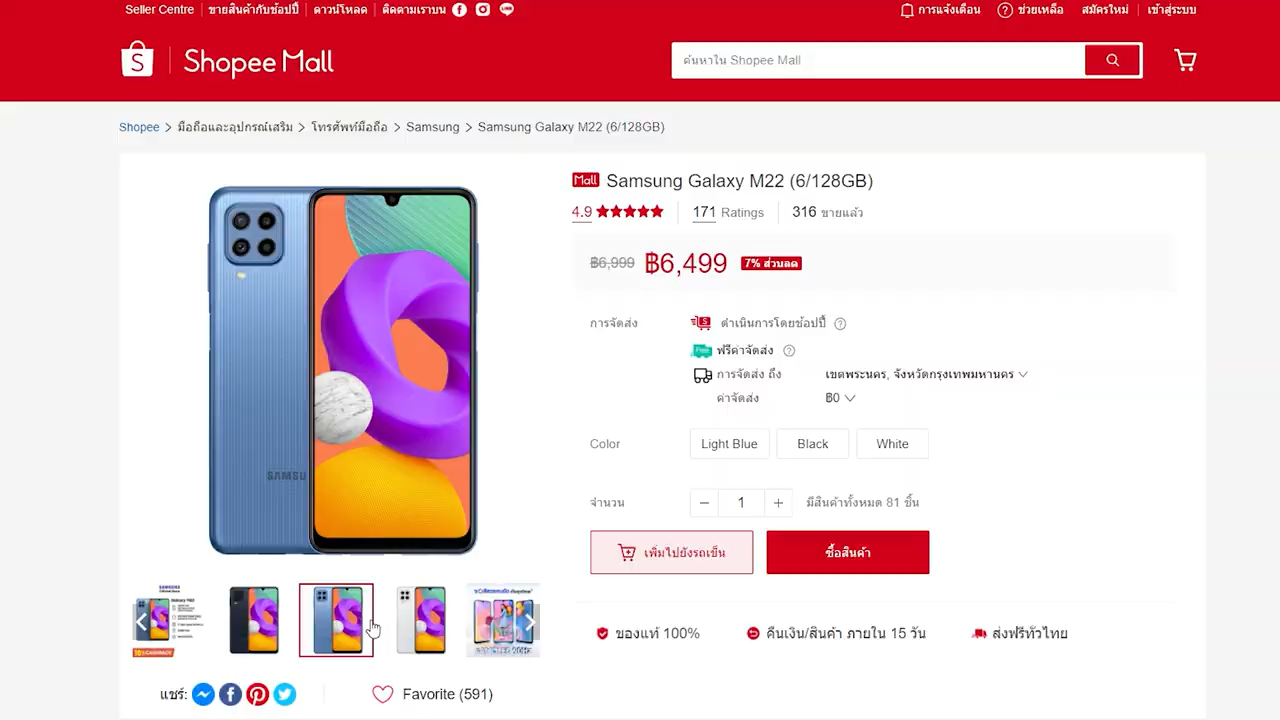 Seller Centre | ขายสินค้ากับช้อปปี้ | ดาวน์โหลด | ติดตามเราบน
การแจ้งเตือน ช่วยเหลือ สมัครใหม่ | เข้าสู่ระบบ
Shopee Mall
ค้นหาใน Shopee Mall
Shopee > มือถือและอุปกรณ์เสริม > โทรศัพท์มือถือ > Samsung > Samsung Galaxy M22 (6/128GB)
Mall Samsung Galaxy M22 (6/128GB)
4.9 171 Ratings 316 ขายแล้ว
฿6,999 ฿6,499 7% ส่วนลด
การจัดส่ง ดำเนินการโดยช้อปปี้
ฟรีค่าจัดส่ง
การจัดส่ง ถึง เขตพระนคร, จังหวัดกรุงเทพมหานคร
ค่าจัดส่ง ฿0
Color Light Blue Black White
จำนวน − 1 + มีสินค้าทั้งหมด 81 ชิ้น
เพิ่มไปยังรถเข็น ซื้อสินค้า
SAMSU
ของแท้ 100% คืนเงิน/สินค้า ภายใน 15 วัน ส่งฟรีทั่วไทย
แชร์: Favorite (591)